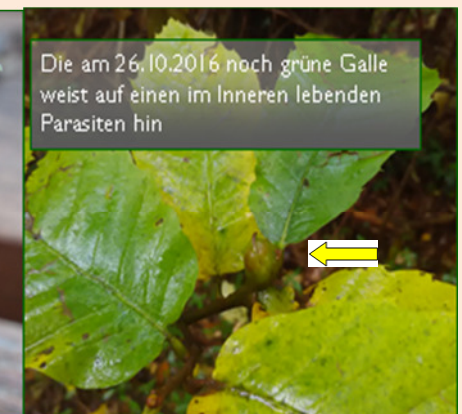 Die am 26.10.2016 noch grüne Galle
weist auf einen im Inneren lebenden
Parasiten hin